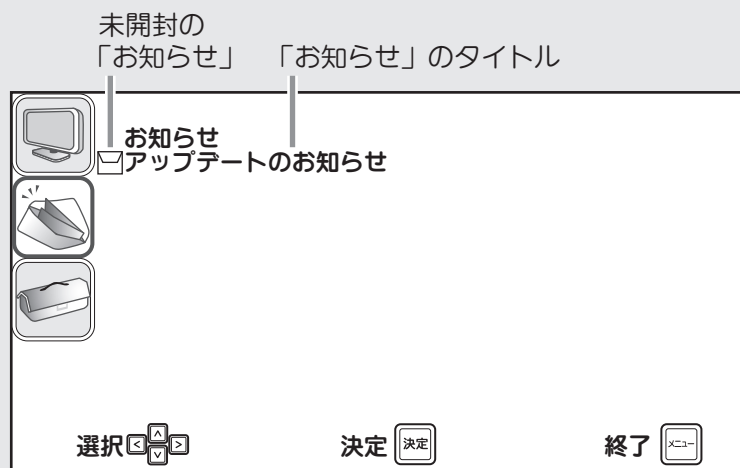 未開封の
「お知らせ」 「お知らせ」のタイトル
お知らせ
アップデートのお知らせ
選択 決定 決定 終了 メニュー